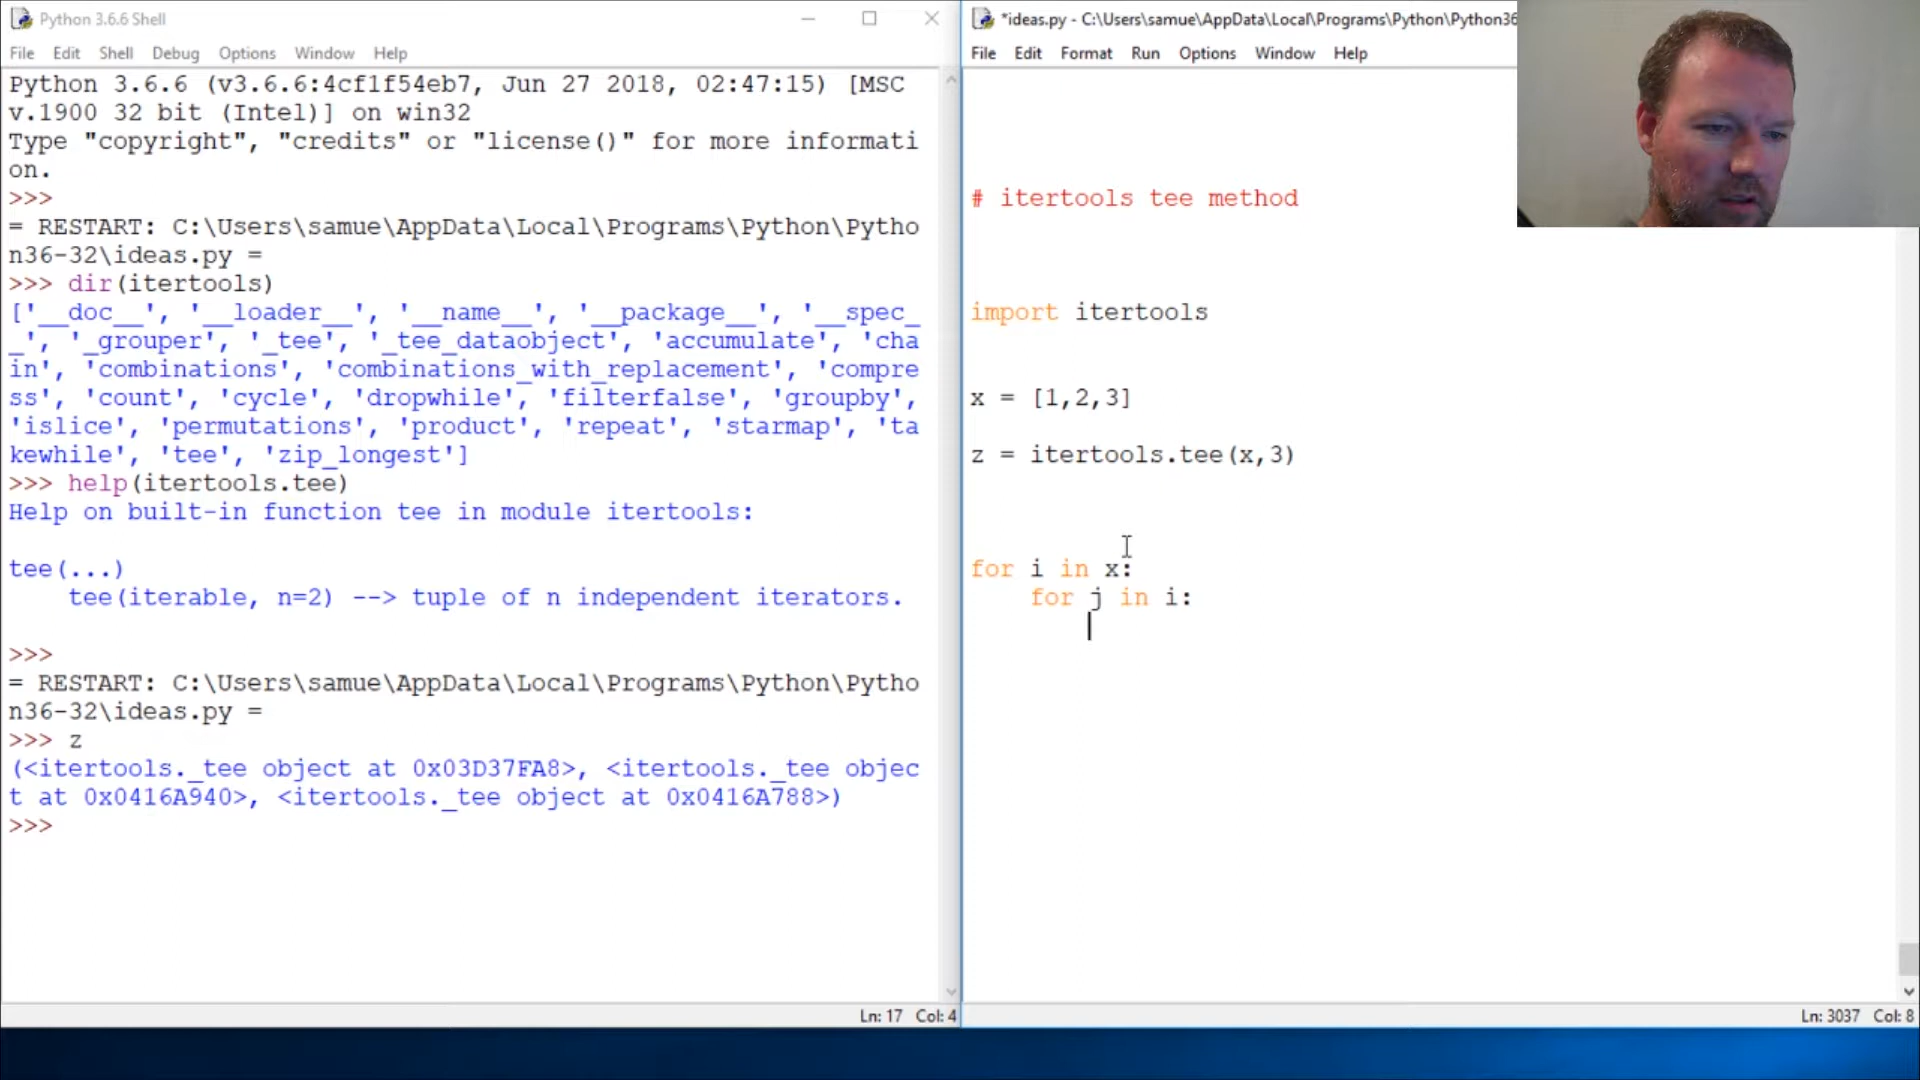 Python 3.6.6 Shell
File Edit Shell Debug Options Window Help
Python 3.6.6 (v3.6.6:4cf1f54eb7, Jun 27 2018, 02:47:15) [MSC
v.1900 32 bit (Intel)] on win32
Type "copyright", "credits" or "license()" for more informati
on.
>>>
= RESTART: C:\Users\samue\AppData\Local\Programs\Python\Pytho
n36-32\ideas.py =
>>> dir(itertools)
['__doc__', '__loader__', '__name__', '__package__', '__spec_
_', '_grouper', '_tee', '_tee_dataobject', 'accumulate', 'cha
in', 'combinations', 'combinations_with_replacement', 'compre
ss', 'count', 'cycle', 'dropwhile', 'filterfalse', 'groupby',
'islice', 'permutations', 'product', 'repeat', 'starmap', 'ta
kewhile', 'tee', 'zip_longest']
>>> help(itertools.tee)
Help on built-in function tee in module itertools:
tee(...)
tee(iterable, n=2) --> tuple of n independent iterators.
>>>
= RESTART: C:\Users\samue\AppData\Local\Programs\Python\Pytho
n36-32\ideas.py =
>>> z
(<itertools._tee object at 0x03D37FA8>, <itertools._tee objec
t at 0x0416A940>, <itertools._tee object at 0x0416A788>)
>>>
Ln: 17 Col: 4
*ideas.py - C:\Users\samue\AppData\Local\Programs\Python\Python36
File Edit Format Run Options Window Help
# itertools tee method
import itertools
x = [1,2,3]
z = itertools.tee(x,3)
for i in x:
for j in i:
Ln: 3037 Col: 8